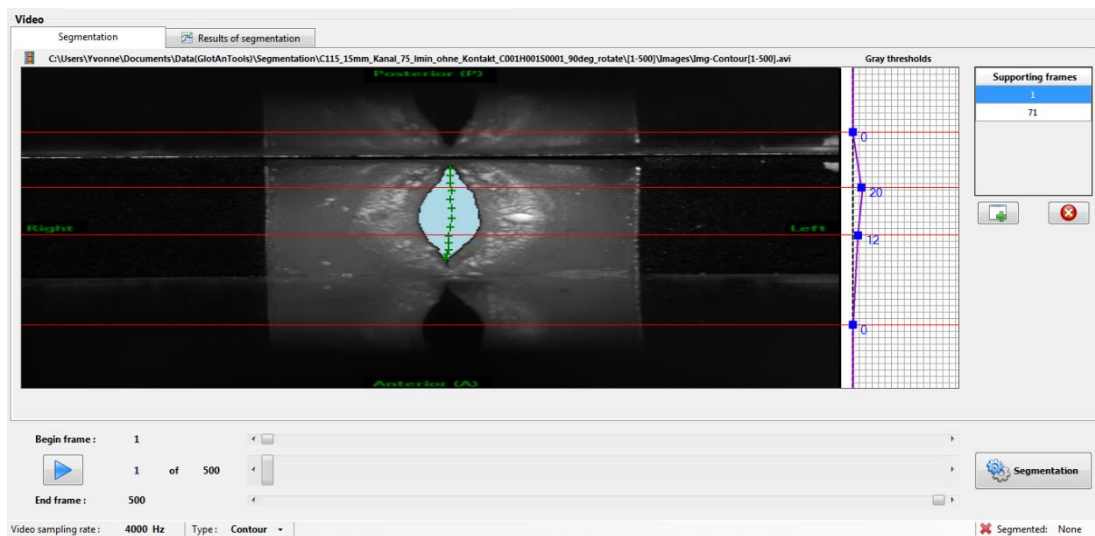 Video
Segmentation
Results of segmentation
C:\Users\Yvonne\Documents\Data(GlotAnTools)\Segmentation\C115_15mm_Kanal_75_lmin_ohne_Kontakt_C001H001S0001_90deg_rotate\[1-500]\Images\Img-Contour[1-500].avi
Gray thresholds
Supporting frames
Posterior (P)
1
71
0
20
Right
Left
12
0
Anterior (A)
Begin frame : 1
1 of 500
Segmentation
End frame : 500
Video sampling rate : 4000 Hz Type : Contour
Segmented: None